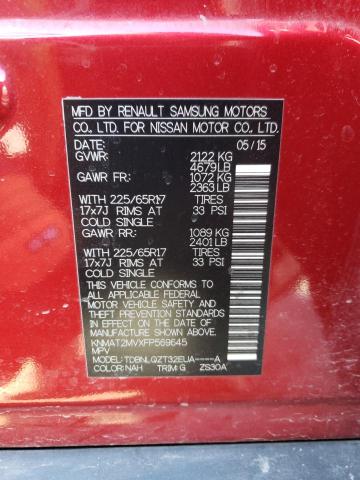 MFD BY RENAULT SAMSUNG MOTORS
CO., LTD. FOR NISSAN MOTOR CO., LTD.
DATE: 05/15
GVWR: 2122 KG
4679 LB
GAWR FR: 1072 KG
2363 LB
WITH 225/65R17 TIRES
17x7J RIMS AT 33 PSI
COLD SINGLE
GAWR RR: 1089 KG
2401 LB
WITH 225/65R17 TIRES
17x7J RIMS AT 33 PSI
COLD SINGLE
THIS VEHICLE CONFORMS TO
ALL APPLICABLE FEDERAL
MOTOR VEHICLE SAFETY, BUMPER,
AND THEFT PREVENTION STANDARDS
IN EFFECT ON THE DATE OF
MANUFACTURE SHOWN ABOVE.
KNMAT2MVXFP569645
MPV
MODEL: TDBNLQZT32EUA-----A
COLOR: NAH TRIM: G ZS30A